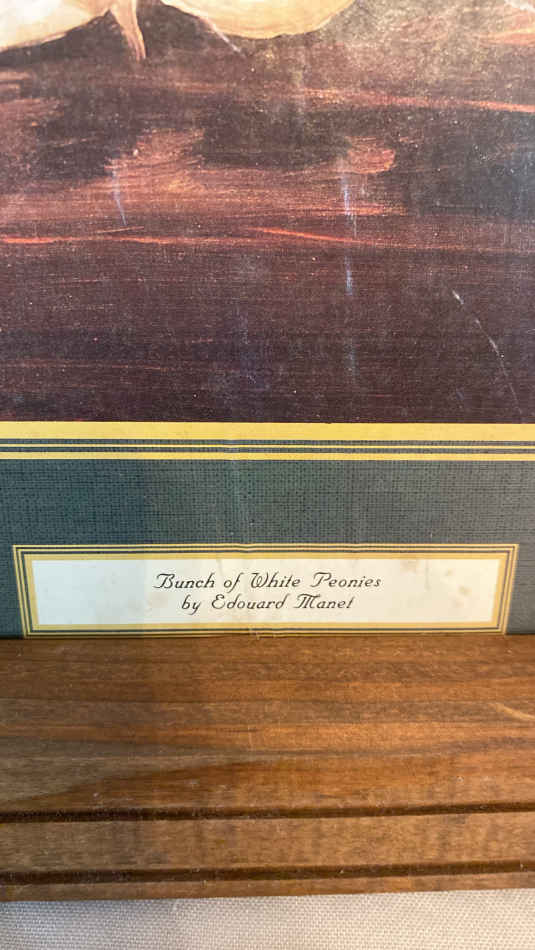 Bunch of White Peonies
by Edouard Manet